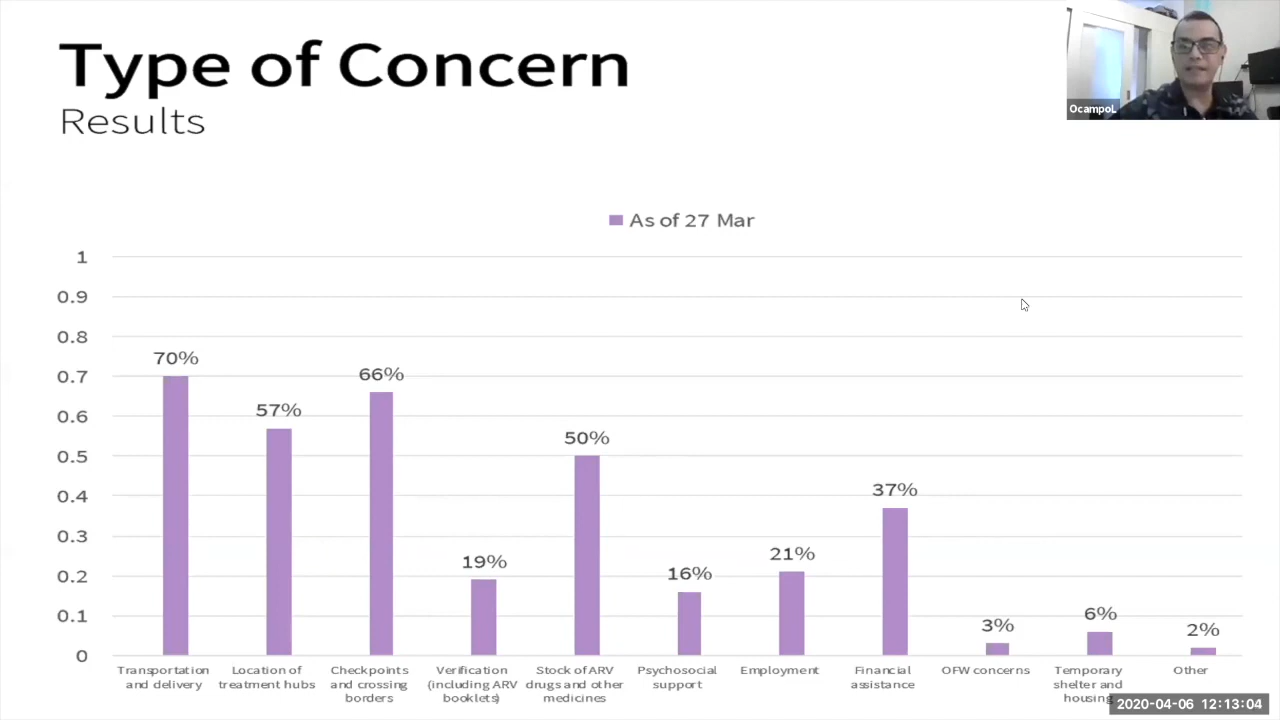 Type of Concern
Results
OcampoL
As of 27 Mar
1
0.9
0.8
0.7
0.6
0.5
0.4
0.3
0.2
0.1
0
70%
57%
66%
19%
50%
16%
21%
37%
3%
6%
2%
Transportation
and delivery
Location of
treatment hubs
Checkpoints
and crossing
borders
Verification
(including ARV
booklets)
Stock of ARV
drugs and other
medicines
Psychosocial
support
Employment
Financial
assistance
OFW concerns
Temporary
shelter and
housing
Other
2020-04-06 12:13:04